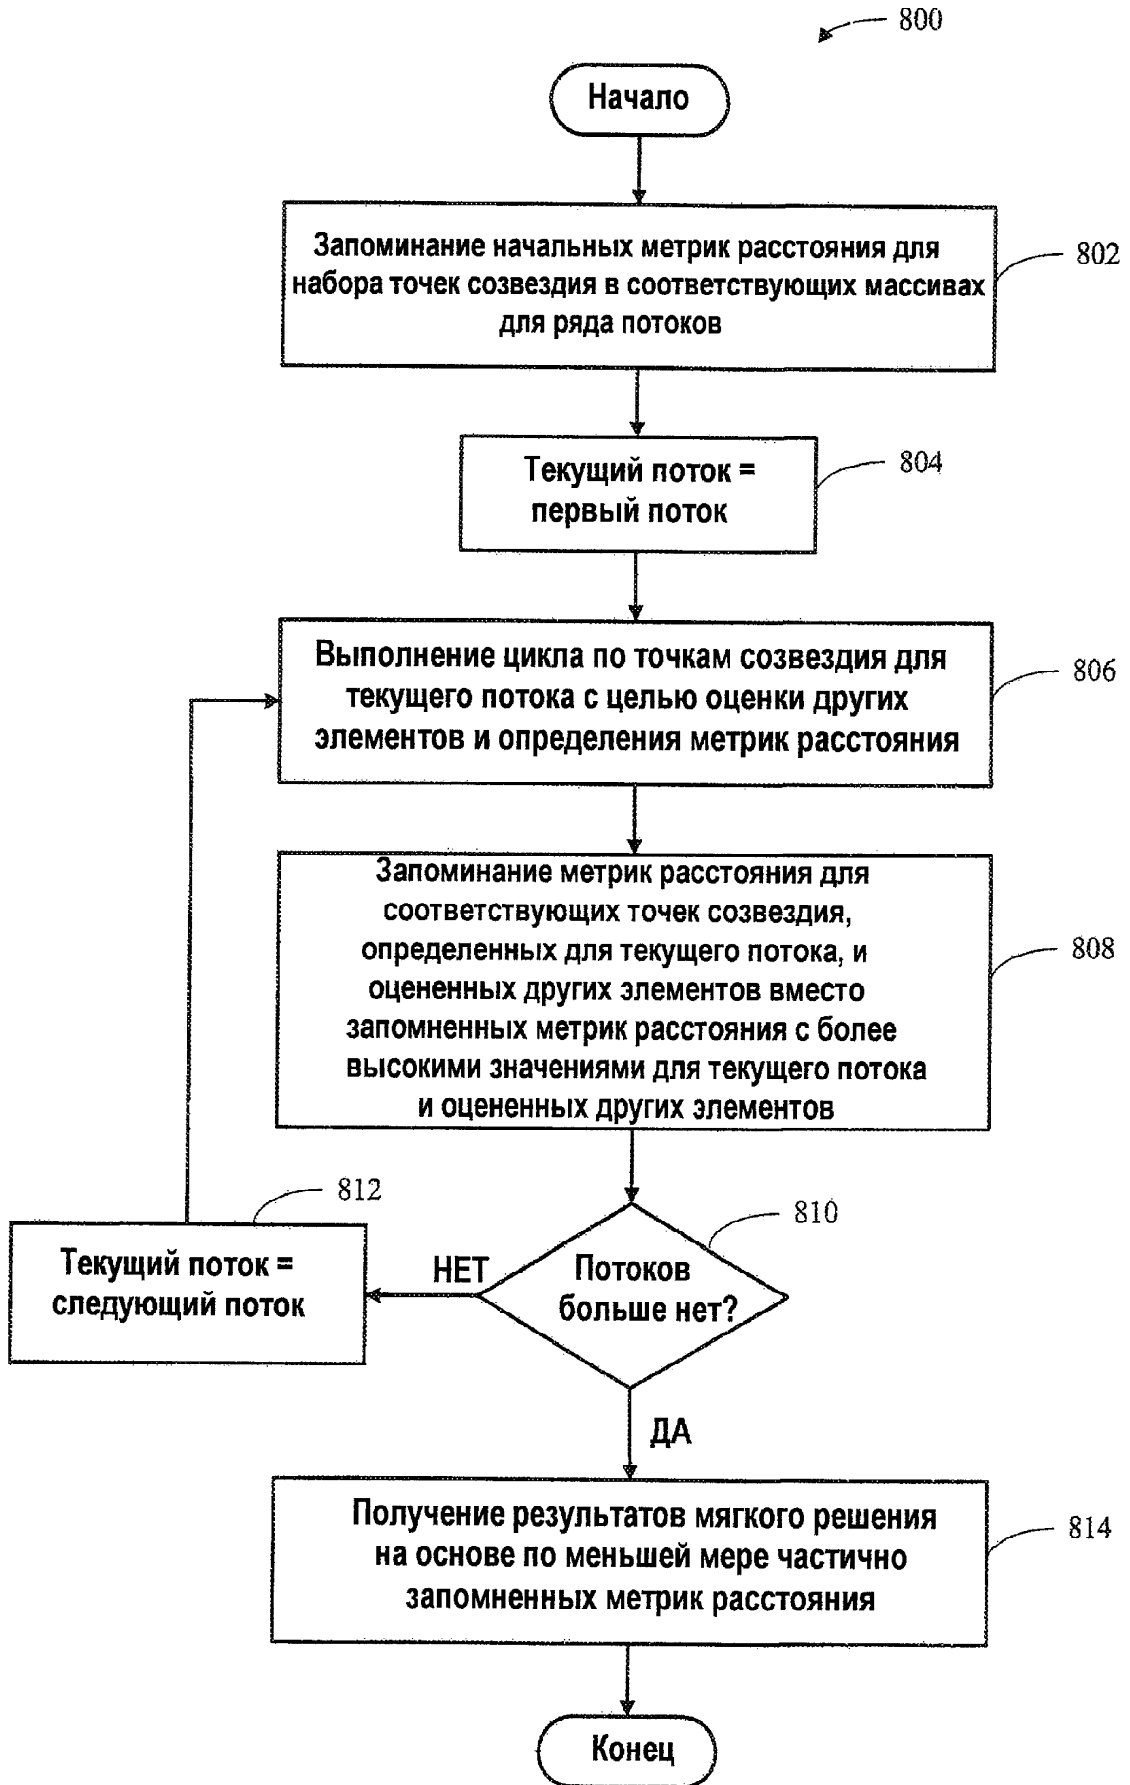 800
Начало
Запоминание начальных метрик расстояния для
набора точек созвездия в соответствующих массивах
для ряда потоков
802
Текущий поток =
первый поток
804
Выполнение цикла по точкам созвездия для
текущего потока с целью оценки других
элементов и определения метрик расстояния
806
Запоминание метрик расстояния для
соответствующих точек созвездия,
определенных для текущего потока, и
оцененных других элементов вместо
запомненных метрик расстояния с более
высокими значениями для текущего потока
и оцененных других элементов
808
812
810
Текущий поток =
следующий поток
НЕТ
Потоков
больше нет?
ДА
Получение результатов мягкого решения
на основе по меньшей мере частично
запомненных метрик расстояния
814
Конец